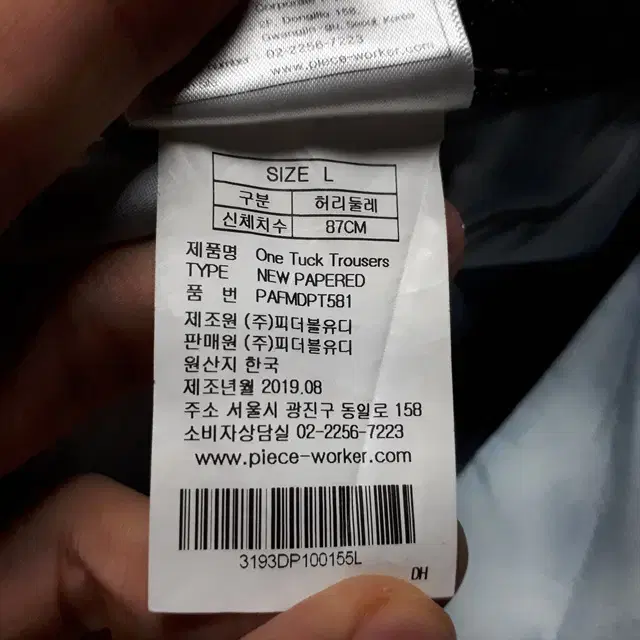 Dongillo 158,
Seoul Korea
02-2256-7223
www.piece-worker.com
SIZE L
구분 허리둘레
신체치수 87CM
제품명 One Tuck Trousers
TYPE NEW PAPERED
품 번 PAFMDPT581
제조원 (주)피더블유디
판매원 (주)피더블유디
원산지 한국
제조년월 2019.08
주소 서울시 광진구 동일로 158
소비자상담실 02-2256-7223
www.piece-worker.com
3193DP100155L
DH